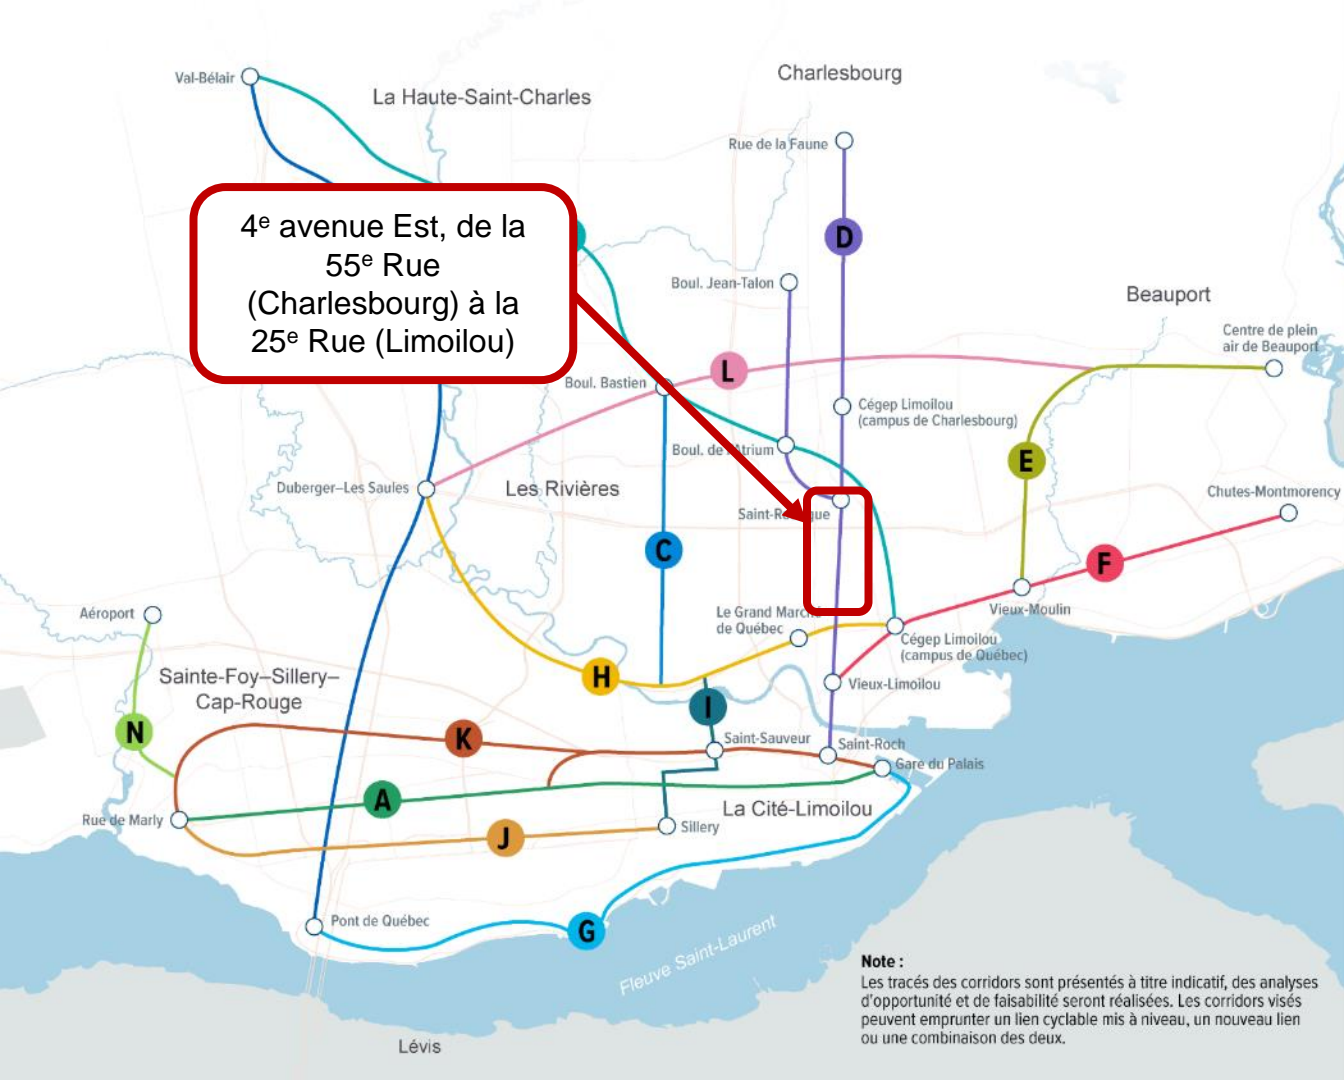 Charlesbourg
Val-Bélair
La Haute-Saint-Charles
Rue de la Faune
4e avenue Est, de la
55e Rue
(Charlesbourg) à la
25e Rue (Limoilou)
D
Boul. Jean-Talon
Beauport
Centre de plein
air de Beauport
L
Boul. Bastien
Cégep Limoilou
(campus de Charlesbourg)
Boul. de l'Atrium
E
Duberger–Les Saules
Les Rivières
Chutes-Montmorency
Saint-R que
C
F
Aéroport
Le Grand Marché
de Québec
Vieux-Moulin
Cégep Limoilou
(campus de Québec)
Sainte-Foy–Sillery–
Cap-Rouge
H
Vieux-Limoilou
I
N
K
Saint-Sauveur
Saint-Roch
Gare du Palais
A
La Cité-Limoilou
Rue de Marly
J
Sillery
Pont de Québec
G
Fleuve Saint-Laurent
Note :
Les tracés des corridors sont présentés à titre indicatif, des analyses
d'opportunité et de faisabilité seront réalisées. Les corridors visés
peuvent emprunter un lien cyclable mis à niveau, un nouveau lien
ou une combinaison des deux.
Lévis